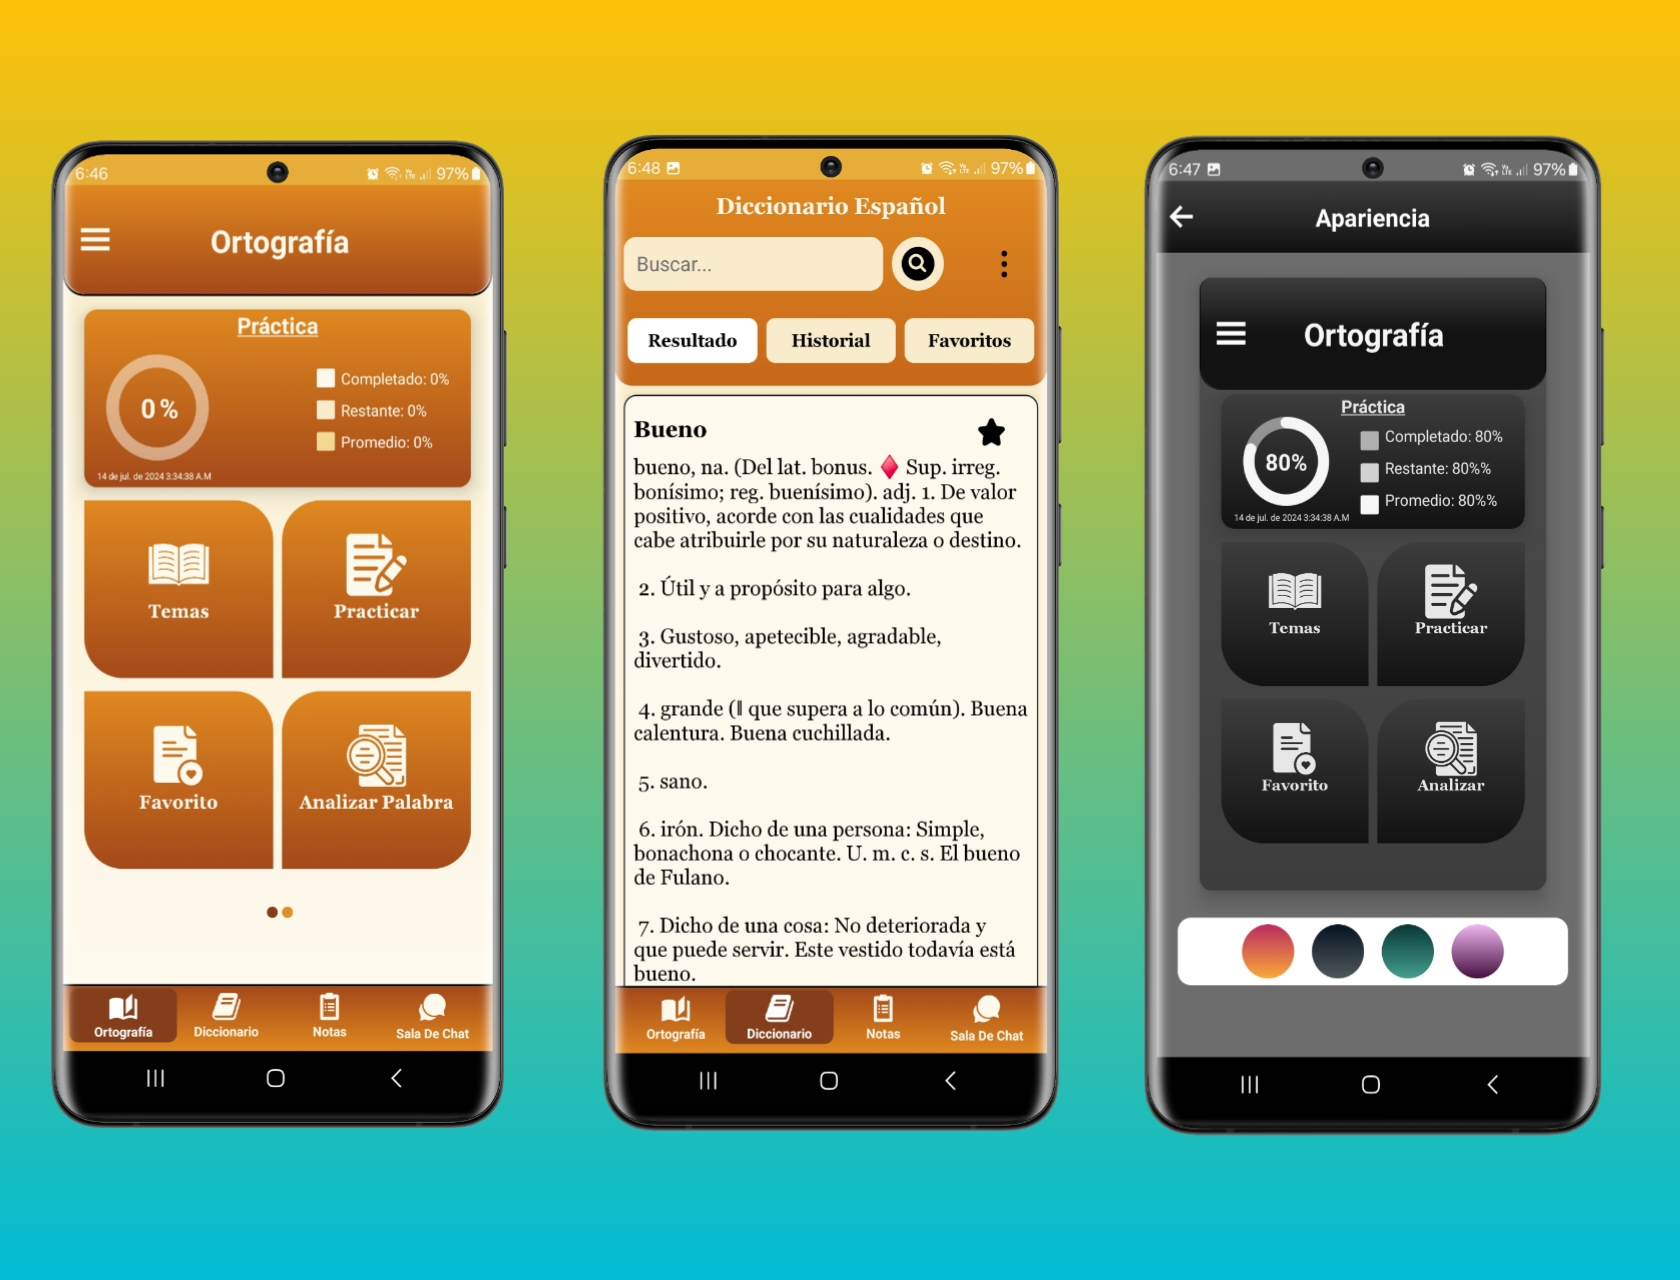 6:46
97%
Ortografía
Práctica
0%
Completado: 0%
Restante: 0%
Promedio: 0%
14 de jul. de 2024 3:34:38 A.M
Temas
Practicar
Favorito
Analizar Palabra
Ortografía
Diccionario
Notas
Sala De Chat
6:48
97%
Diccionario Español
Buscar...
Resultado
Historial
Favoritos
Bueno
bueno, na. (Del lat. bonus. ♦ Sup. irreg.
bonísimo; reg. buenísimo). adj. 1. De valor
positivo, acorde con las cualidades que
cabe atribuirle por su naturaleza o destino.
2. Útil y a propósito para algo.
3. Gustoso, apetecible, agradable,
divertido.
4. grande (‖ que supera a lo común). Buena
calentura. Buena cuchillada.
5. sano.
6. irón. Dicho de una persona: Simple,
bonachona o chocante. U. m. c. s. El bueno
de Fulano.
7. Dicho de una cosa: No deteriorada y
que puede servir. Este vestido todavía está
bueno.
Ortografía
Diccionario
Notas
Sala De Chat
6:47
97%
Apariencia
Ortografía
Práctica
80%
Completado: 80%
Restante: 80%%
Promedio: 80%%
14 de jul. de 2024 3:34:38 A.M
Temas
Practicar
Favorito
Analizar